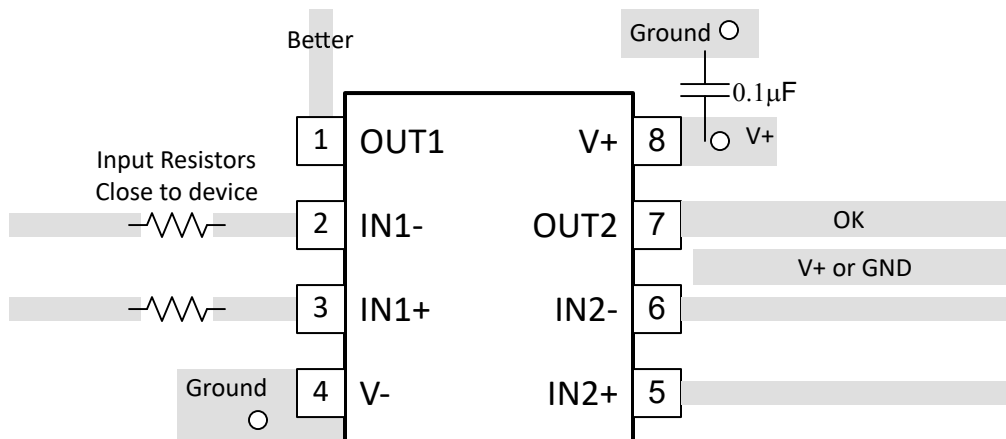 Better
Ground
0.1µF
1 OUT1
V+ 8
V+
Input Resistors
Close to device
2 IN1-
OUT2 7
OK
V+ or GND
3 IN1+
IN2- 6
Ground
4 V-
IN2+ 5